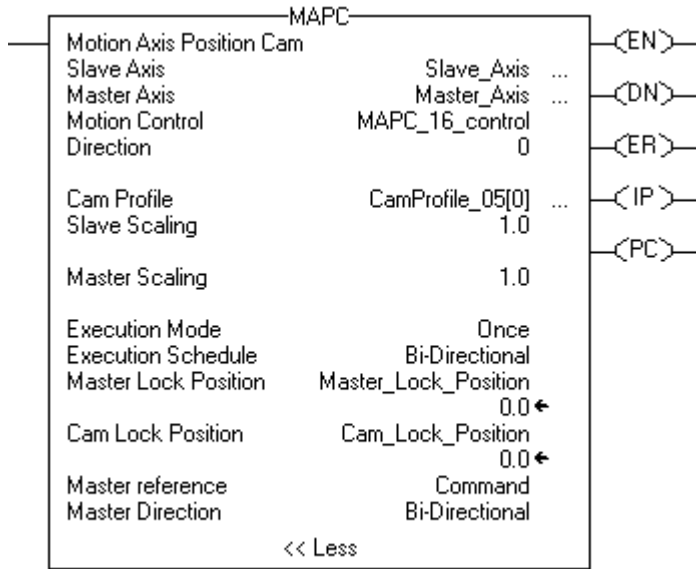 MAPC
Motion Axis Position Cam (EN)
Slave Axis Slave_Axis ...
Master Axis Master_Axis ... (DN)
Motion Control MAPC_16_control
Direction 0 (ER)
Cam Profile CamProfile_05[0] ... (IP)
Slave Scaling 1.0
(PC)
Master Scaling 1.0
Execution Mode Once
Execution Schedule Bi-Directional
Master Lock Position Master_Lock_Position
0.0
Cam Lock Position Cam_Lock_Position
0.0
Master reference Command
Master Direction Bi-Directional
<< Less